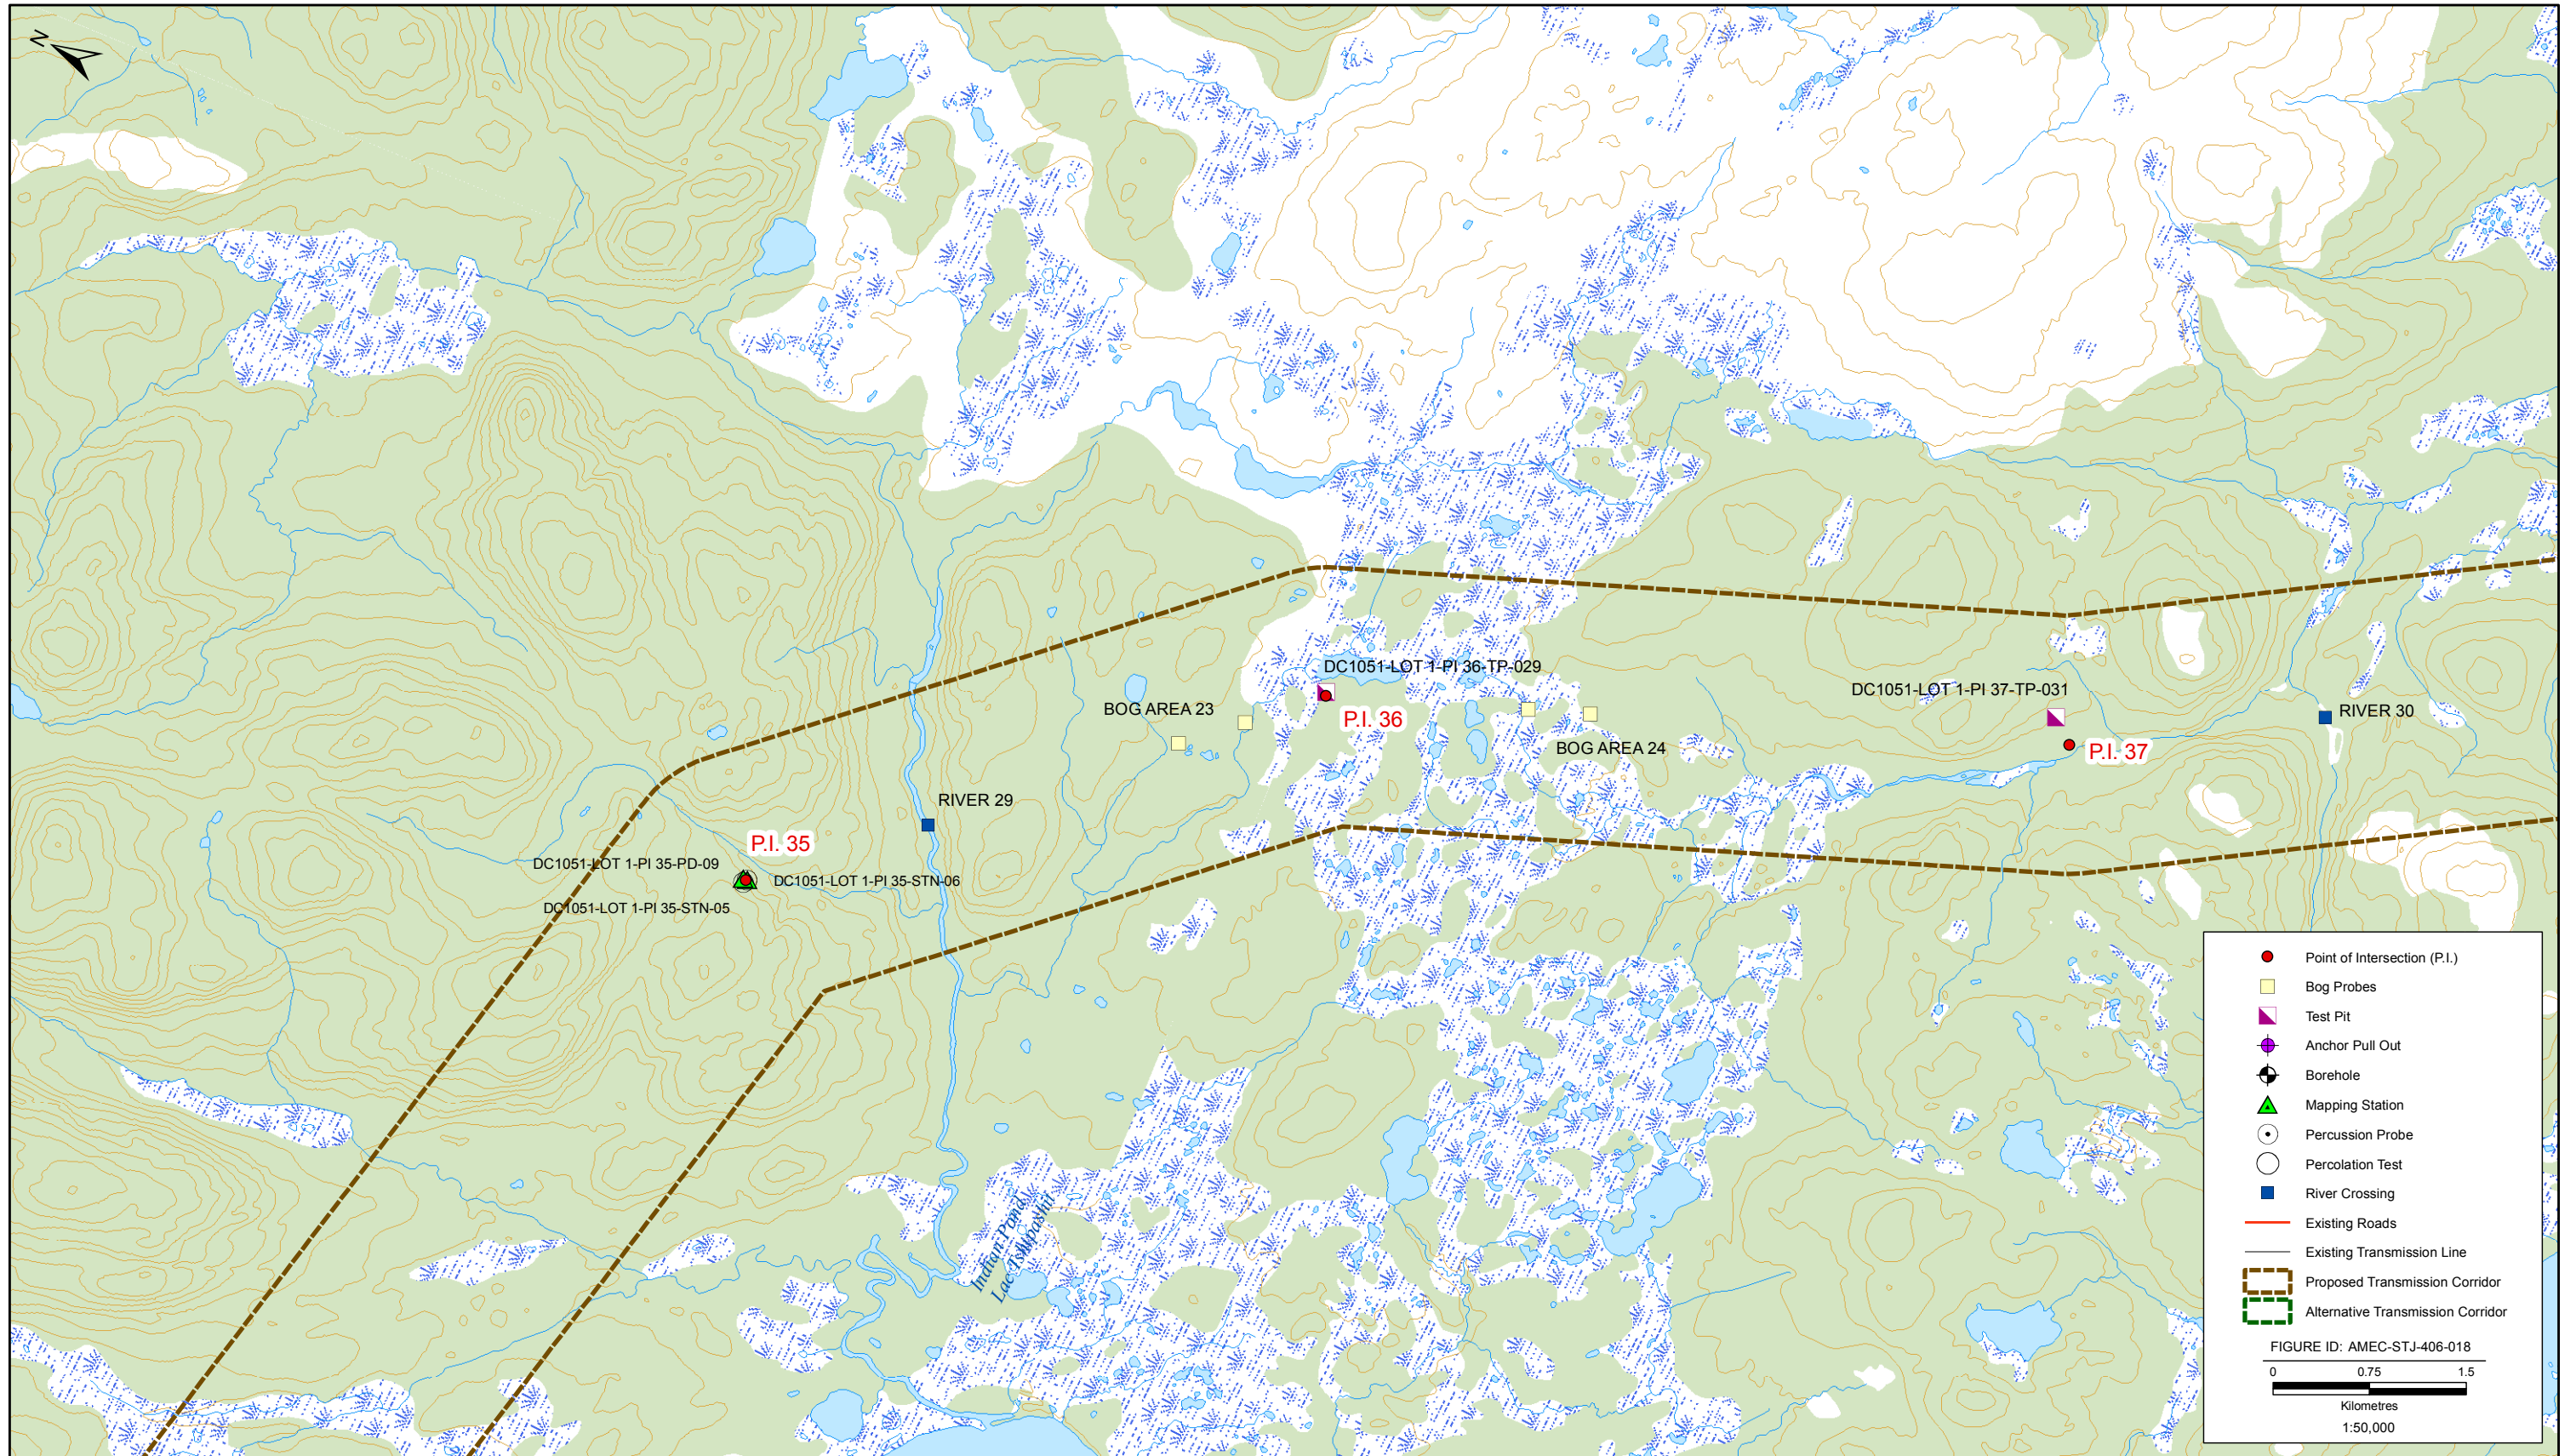 N
DC1051-LOT 1-PI 36-TP-029
BOG AREA 23
P.I. 36
DC1051-LOT 1-PI 37-TP-031
RIVER 30
BOG AREA 24
P.I. 37
RIVER 29
P.I. 35
DC1051-LOT 1-PI 35-PD-09
DC1051-LOT 1-PI 35-STN-06
DC1051-LOT 1-PI 35-STN-05
Indian Pond
Lac Tshipashit
Point of Intersection (P.I.)
Bog Probes
Test Pit
Anchor Pull Out
Borehole
Mapping Station
Percussion Probe
Percolation Test
River Crossing
Existing Roads
Existing Transmission Line
Proposed Transmission Corridor
Alternative Transmission Corridor
FIGURE ID: AMEC-STJ-406-018
0 0.75 1.5
Kilometres
1:50,000